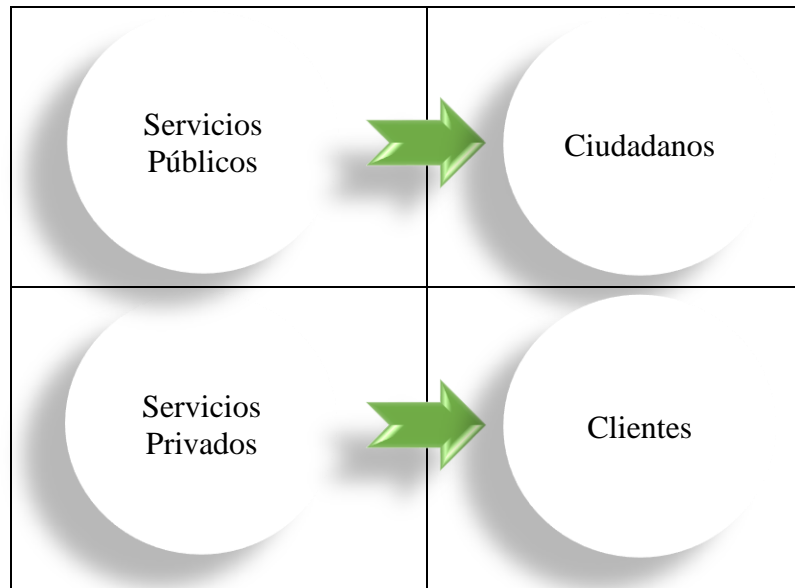 Servicios
Públicos
Ciudadanos
Servicios
Privados
Clientes